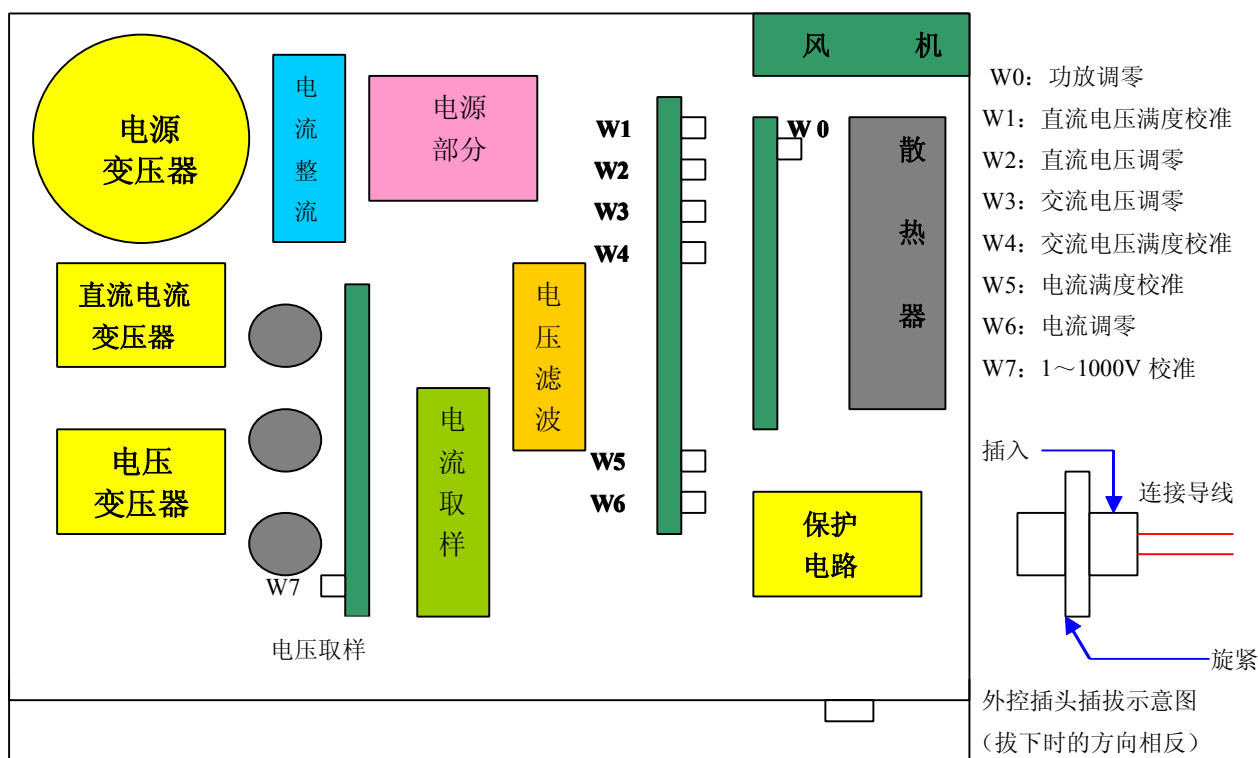 风 机
电源
变压器
电
流
整
流
电源
部分
W1
W2
W3
W4
W 0
散
热
器
直流电流
变压器
电
压
滤
波
电压
变压器
电
流
取
样
W5
W6
保护
电路
W7
电压取样
W0：功放调零
W1：直流电压满度校准
W2：直流电压调零
W3：交流电压调零
W4：交流电压满度校准
W5：电流满度校准
W6：电流调零
W7：1～1000V 校准
插入
连接导线
旋紧
外控插头插拔示意图
（拔下时的方向相反）